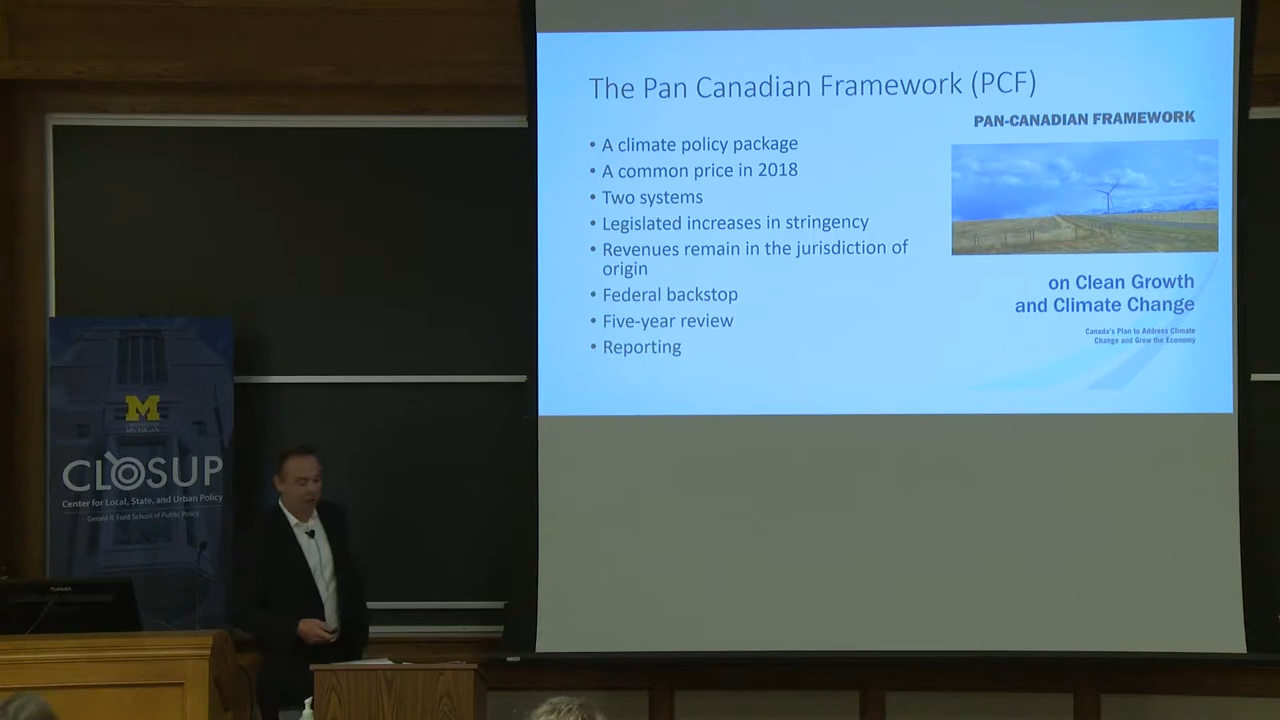 The Pan Canadian Framework (PCF)
PAN-CANADIAN FRAMEWORK
• A climate policy package
• A common price in 2018
• Two systems
• Legislated increases in stringency
• Revenues remain in the jurisdiction of
origin
• Federal backstop
• Five-year review
• Reporting
on Clean Growth
and Climate Change
Canada's Plan to Address Climate
Change and Grow the Economy
M
UNIVERSITY OF
MICHIGAN
CLOSUP
Center for Local, State, and Urban Policy
Gerald R. Ford School of Public Policy